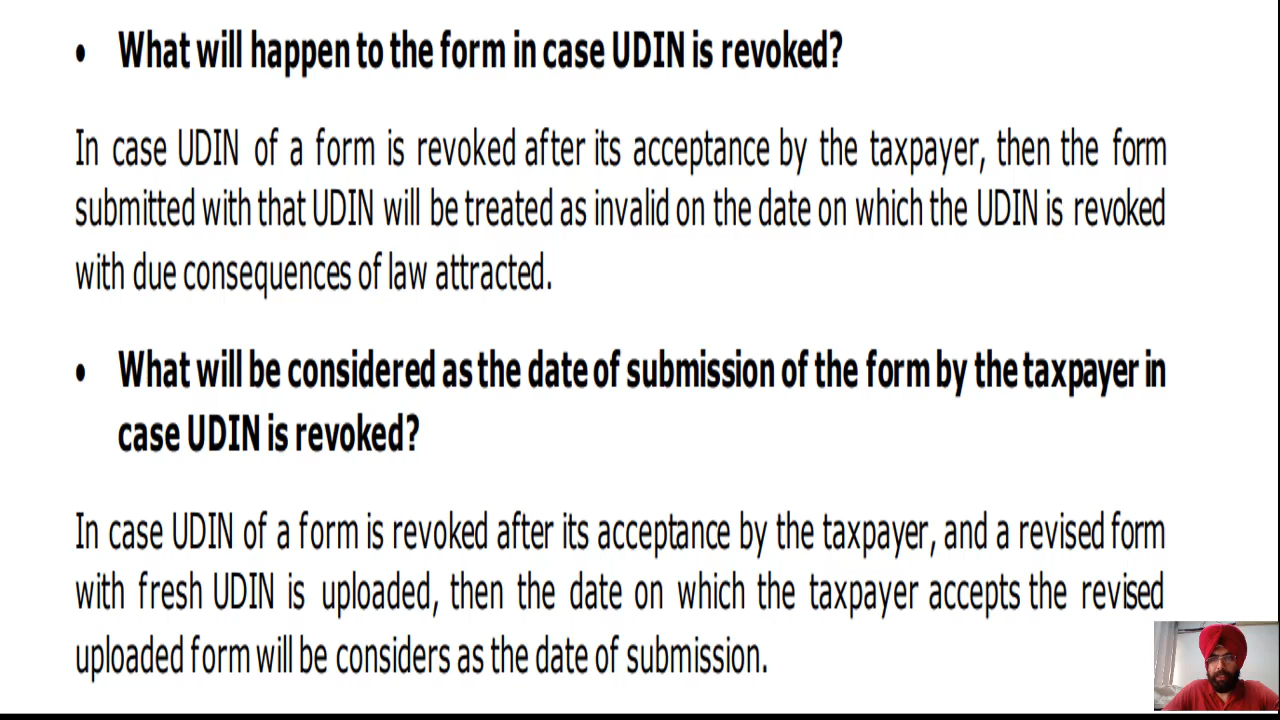 • What will happen to the form in case UDIN is revoked?
In case UDIN of a form is revoked after its acceptance by the taxpayer, then the form
submitted with that UDIN will be treated as invalid on the date on which the UDIN is revoked
with due consequences of law attracted.
• What will be considered as the date of submission of the form by the taxpayer in
case UDIN is revoked?
In case UDIN of a form is revoked after its acceptance by the taxpayer, and a revised form
with fresh UDIN is uploaded, then the date on which the taxpayer accepts the revised
uploaded form will be considers as the date of submission.